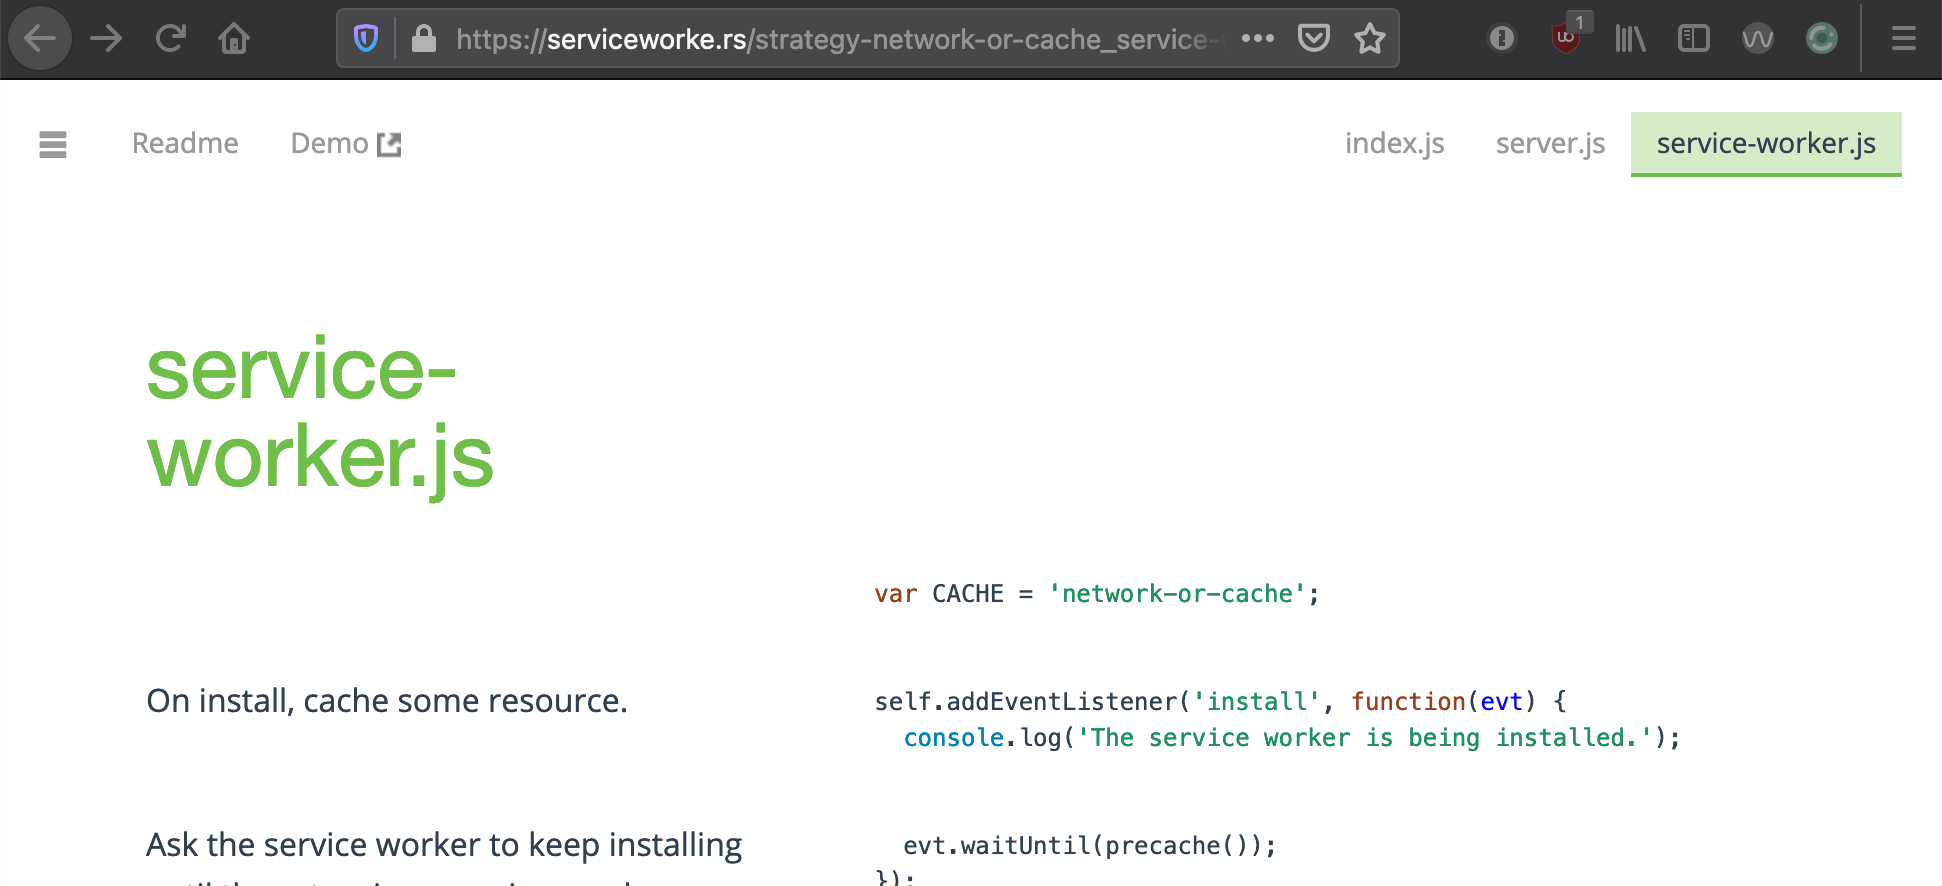 https://serviceworke.rs/strategy-network-or-cache_service-
1
Readme Demo
index.js server.js service-worker.js
service-
worker.js
var CACHE = 'network-or-cache';
On install, cache some resource.
self.addEventListener('install', function(evt) {
console.log('The service worker is being installed.');
Ask the service worker to keep installing
evt.waitUntil(precache());
});